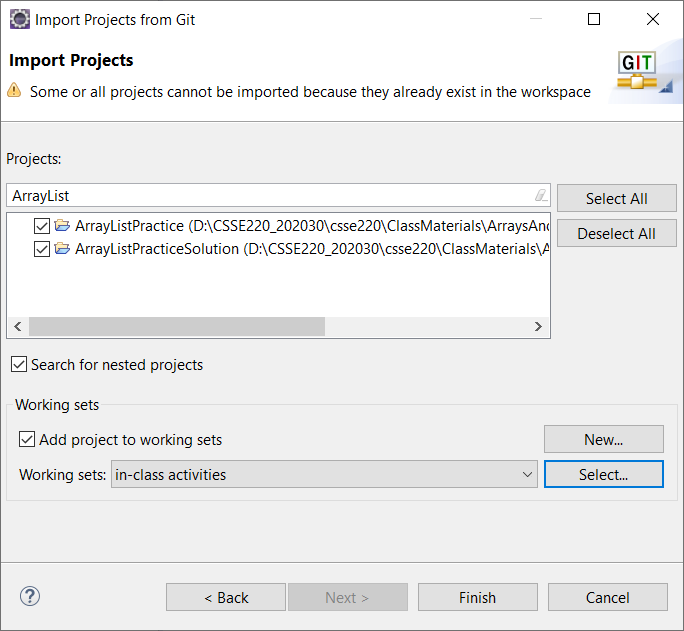 Import Projects from Git
Import Projects
GIT
Some or all projects cannot be imported because they already exist in the workspace
Projects:
ArrayList
Select All
ArrayListPractice (D:\CSSE220_202030\csse220\ClassMaterials\ArraysAnd
Deselect All
ArrayListPracticeSolution (D:\CSSE220_202030\csse220\ClassMaterials\A
Search for nested projects
Working sets
Add project to working sets
New...
Working sets: in-class activities
Select...
?
< Back
Next >
Finish
Cancel